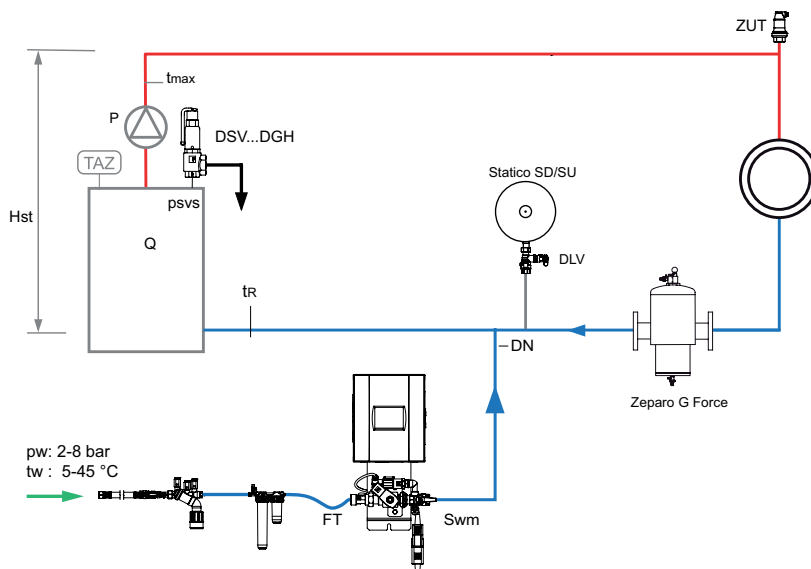 ZUT
tmax
P
DSV...DGH
TAZ
Statico SD/SU
psvs
Hst
Q
DLV
tR
DN
Zeparo G Force
pw: 2-8 bar
tw : 5-45 °C
FT
Swm